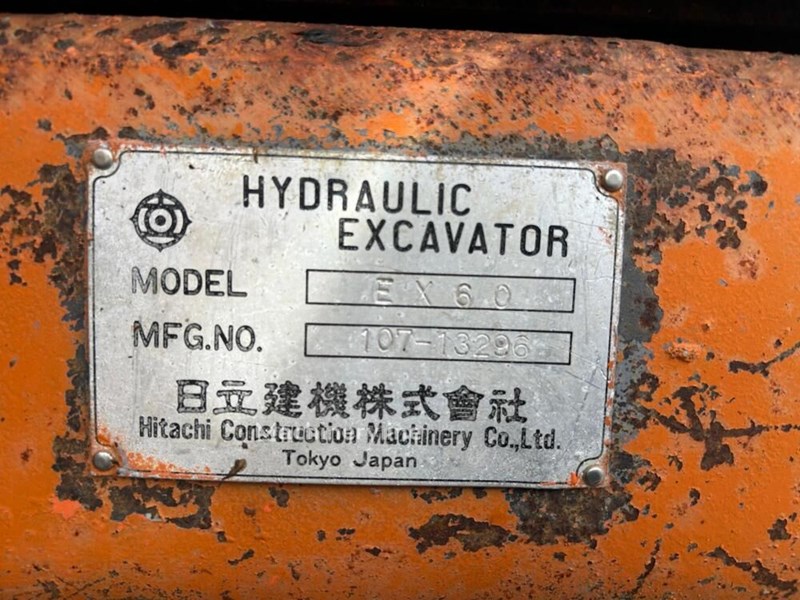 HYDRAULIC
EXCAVATOR
MODEL EX60
MFG.NO. 107-13296
日立建機株式會社
Hitachi Construction Machinery Co.,Ltd.
Tokyo Japan